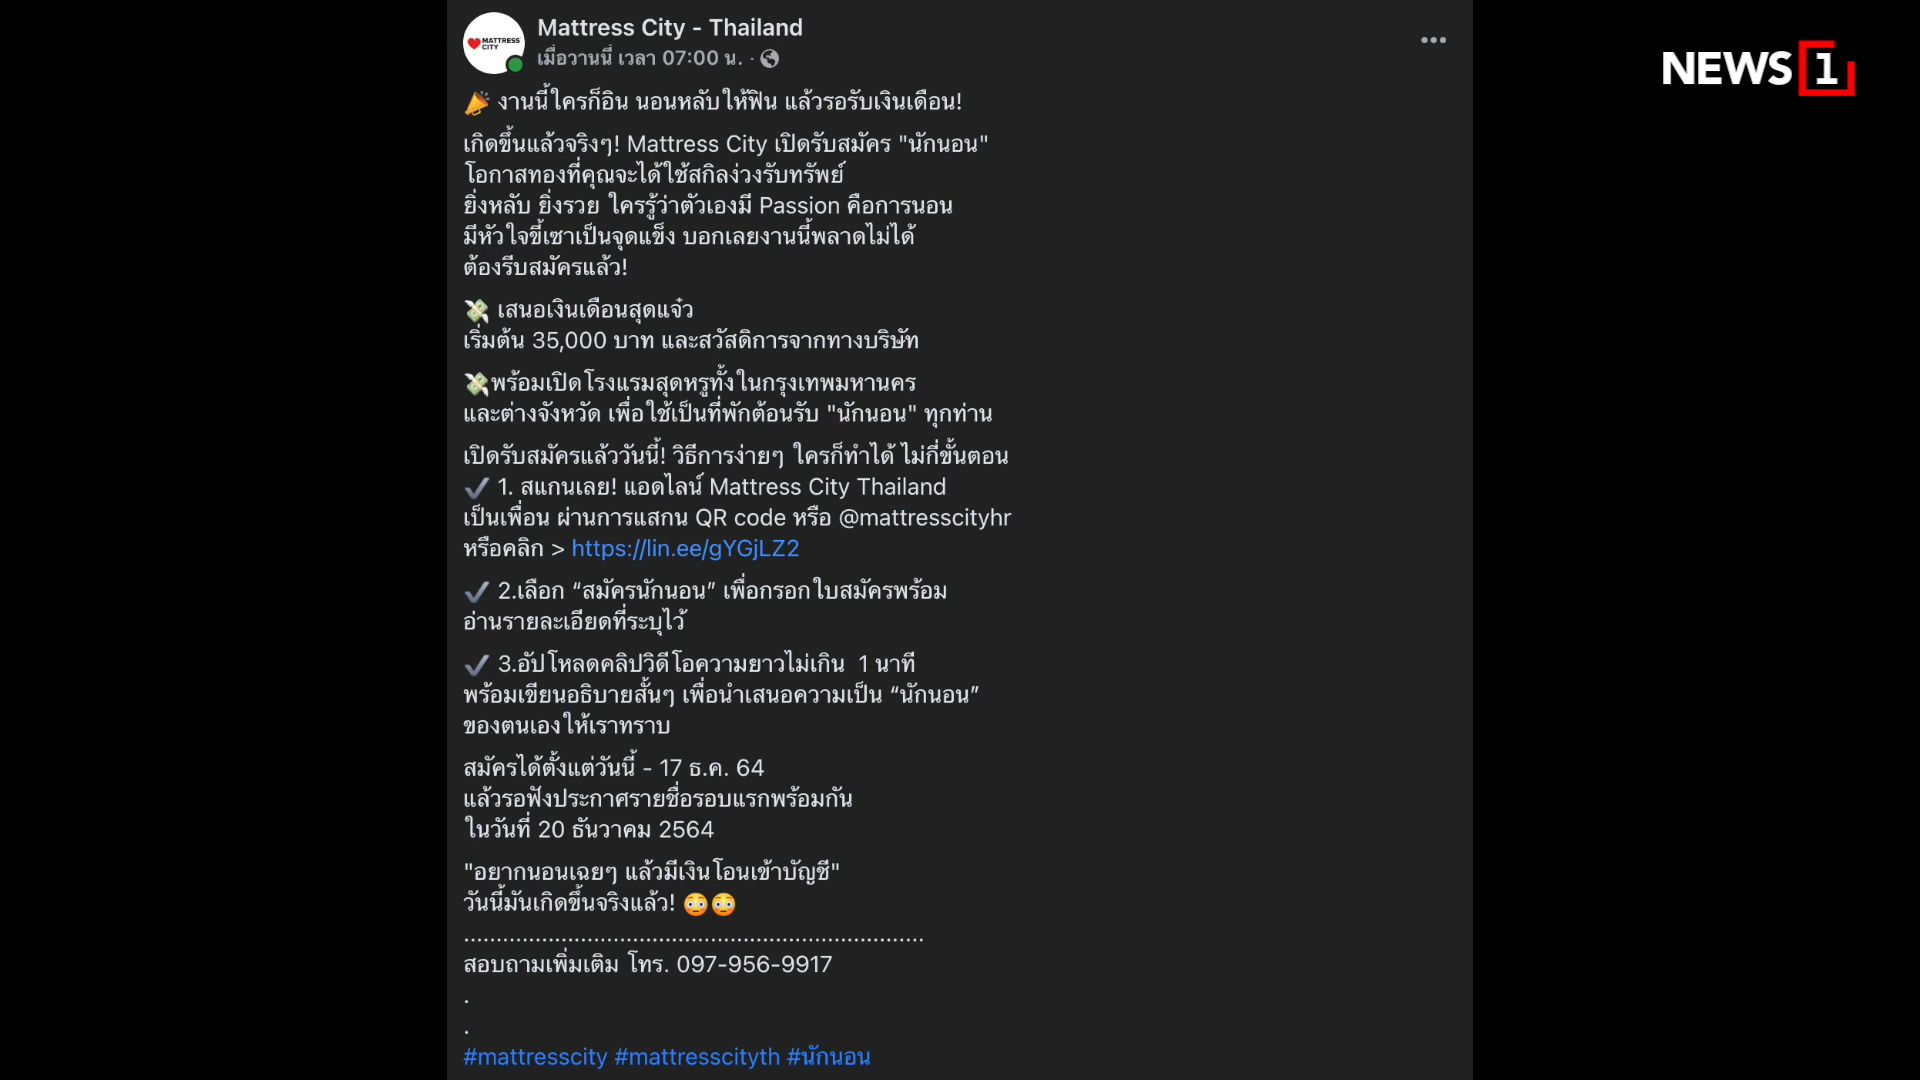 Mattress City - Thailand
MATTRESS CITY
เมื่อวานนี้ เวลา 07:00 น. ·
NEWS 1
📣 งานนี้ใครก็อิน นอนหลับให้ฟิน แล้วรอรับเงินเดือน!
เกิดขึ้นแล้วจริงๆ! Mattress City เปิดรับสมัคร "นักนอน"
โอกาสทองที่คุณจะได้ใช้สกิลง่วงรับทรัพย์
ยิ่งหลับ ยิ่งรวย ใครรู้ว่าตัวเองมี Passion คือการนอน
มีหัวใจขี้เซาเป็นจุดแข็ง บอกเลยงานนี้พลาดไม่ได้
ต้องรีบสมัครแล้ว!
💸 เสนอเงินเดือนสุดแจ๋ว
เริ่มต้น 35,000 บาท และสวัสดิการจากทางบริษัท
💸พร้อมเปิดโรงแรมสุดหรูทั้งในกรุงเทพมหานคร
และต่างจังหวัด เพื่อใช้เป็นที่พักต้อนรับ "นักนอน" ทุกท่าน
เปิดรับสมัครแล้ววันนี้! วิธีการง่ายๆ ใครก็ทำได้ ไม่กี่ขั้นตอน
✔️ 1. สแกนเลย! แอดไลน์ Mattress City Thailand
เป็นเพื่อน ผ่านการแสกน QR code หรือ @mattresscityhr
หรือคลิก > https://lin.ee/gYGjLZ2
✔️ 2.เลือก “สมัครนักนอน” เพื่อกรอกใบสมัครพร้อม
อ่านรายละเอียดที่ระบุไว้
✔️ 3.อัปโหลดคลิปวิดีโอความยาวไม่เกิน 1 นาที
พร้อมเขียนอธิบายสั้นๆ เพื่อนำเสนอความเป็น “นักนอน”
ของตนเองให้เราทราบ
สมัครได้ตั้งแต่วันนี้ - 17 ธ.ค. 64
แล้วรอฟังประกาศรายชื่อรอบแรกพร้อมกัน
ในวันที่ 20 ธันวาคม 2564
"อยากนอนเฉยๆ แล้วมีเงินโอนเข้าบัญชี"
วันนี้มันเกิดขึ้นจริงแล้ว! 😳😳
.......................................................................
สอบถามเพิ่มเติม โทร. 097-956-9917
.
.
#mattresscity #mattresscityth #นักนอน